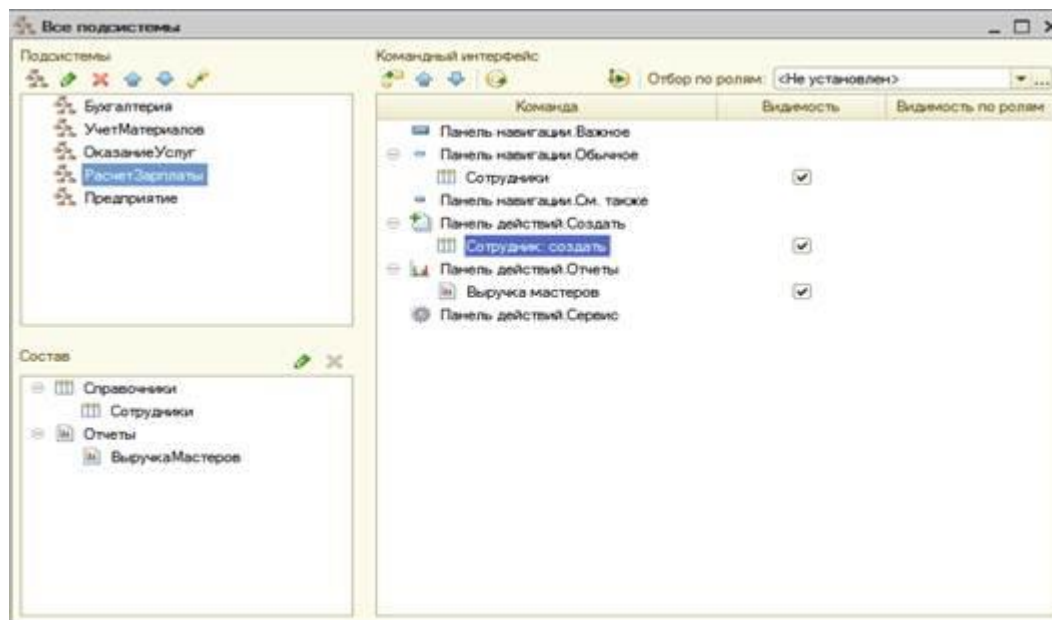 Все подсистемы
Подсистемы
Бухгалтерия
УчетМатериалов
ОказаниеУслуг
РасчетЗарплаты
Предприятие
Состав
Справочники
Сотрудники
Отчеты
ВыручкаМастеров
Командный интерфейс
Отбор по ролям: <Не установлен>
Команда Видимость Видимость по ролям
Панель навигации.Важное
Панель навигации.Обычное
Сотрудники
Панель навигации.См. также
Панель действий.Создать
Сотрудник: создать
Панель действий.Отчеты
Выручка мастеров
Панель действий.Сервис